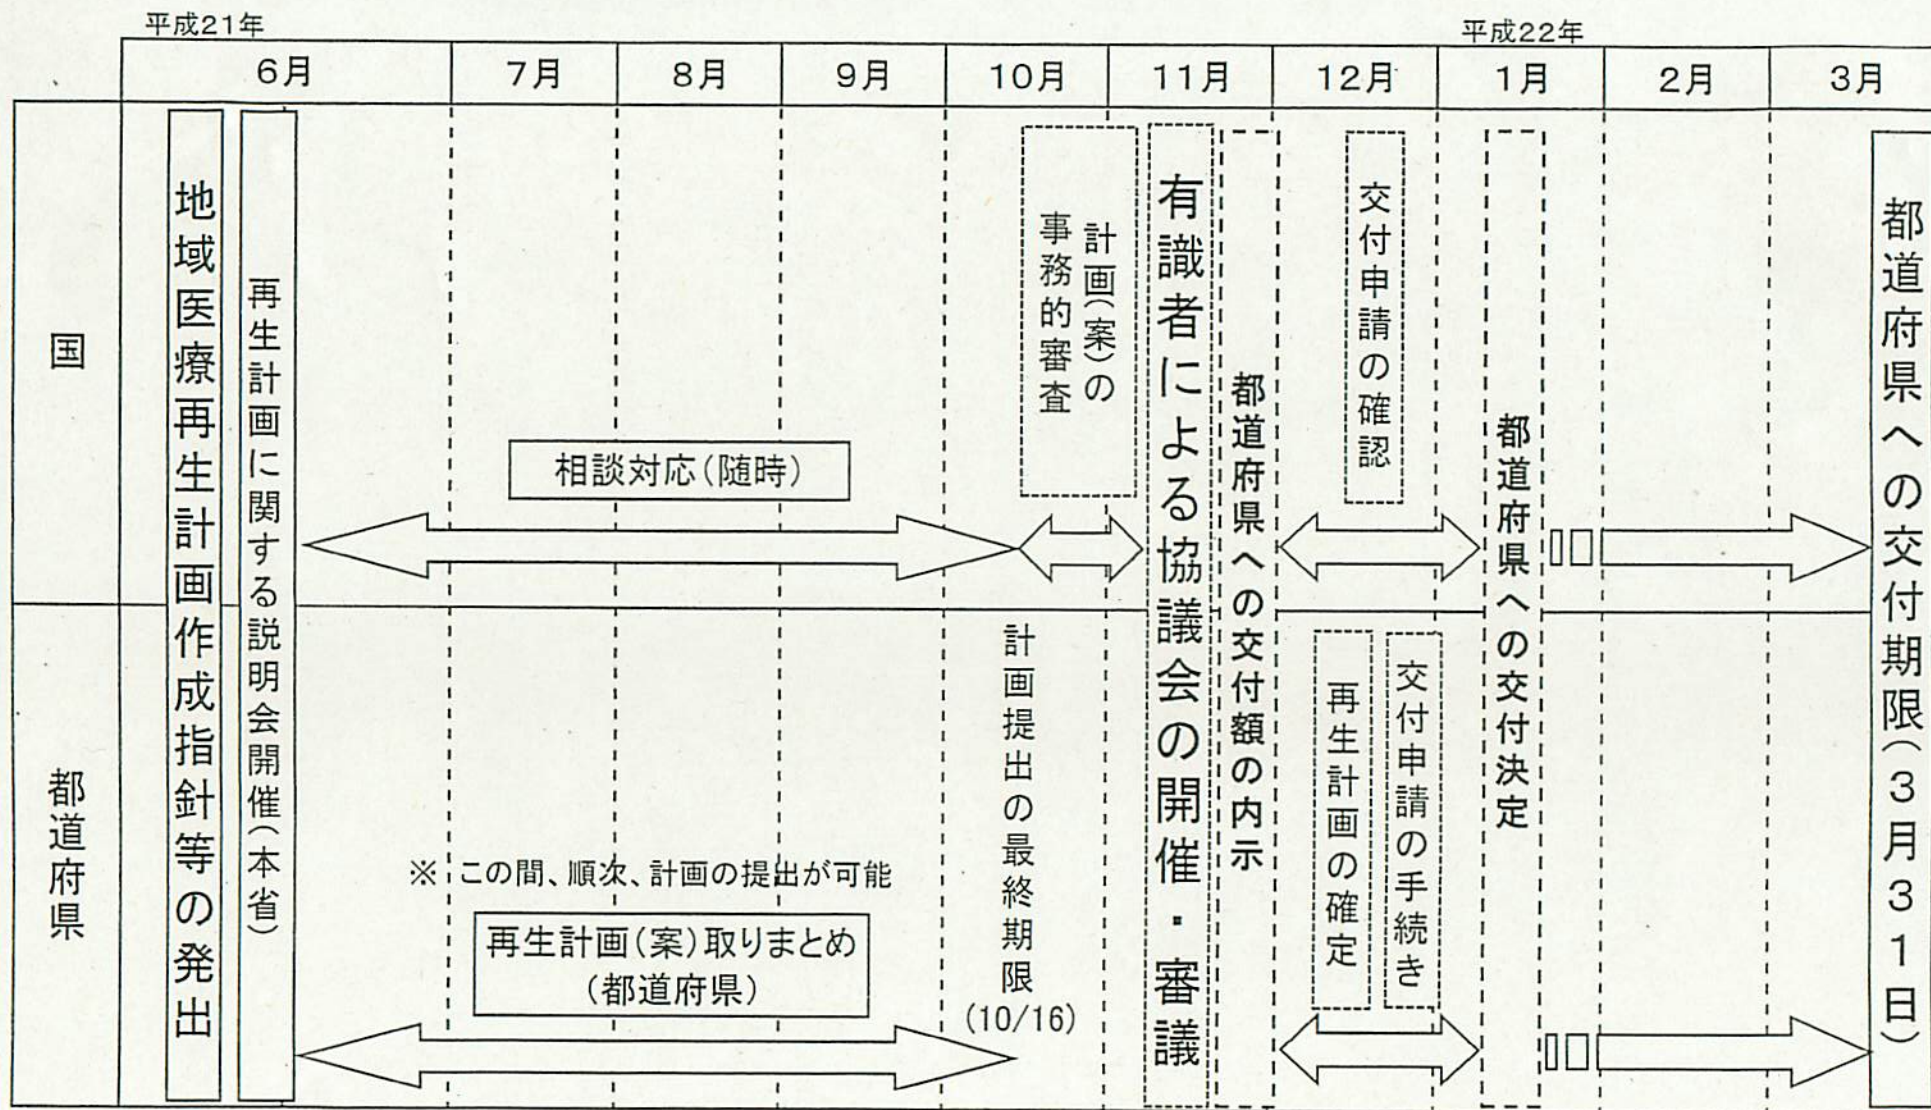 平成21年
平成22年
6月
7月
8月
9月
10月
11月
12月
1月
2月
3月
国
都道府県
地域医療再生計画作成指針等の発出
再生計画に関する説明会開催(本省)
相談対応(随時)
計画(案)の
事務的審査
有識者による協議会の開催・審議
都道府県への交付額の内示
交付申請の確認
都道府県への交付決定
都道府県への交付期限(3月31日)
※ この間、順次、計画の提出が可能
再生計画(案)取りまとめ
(都道府県)
計画提出の最終期限
(10/16)
再生計画の確定
交付申請の手続き